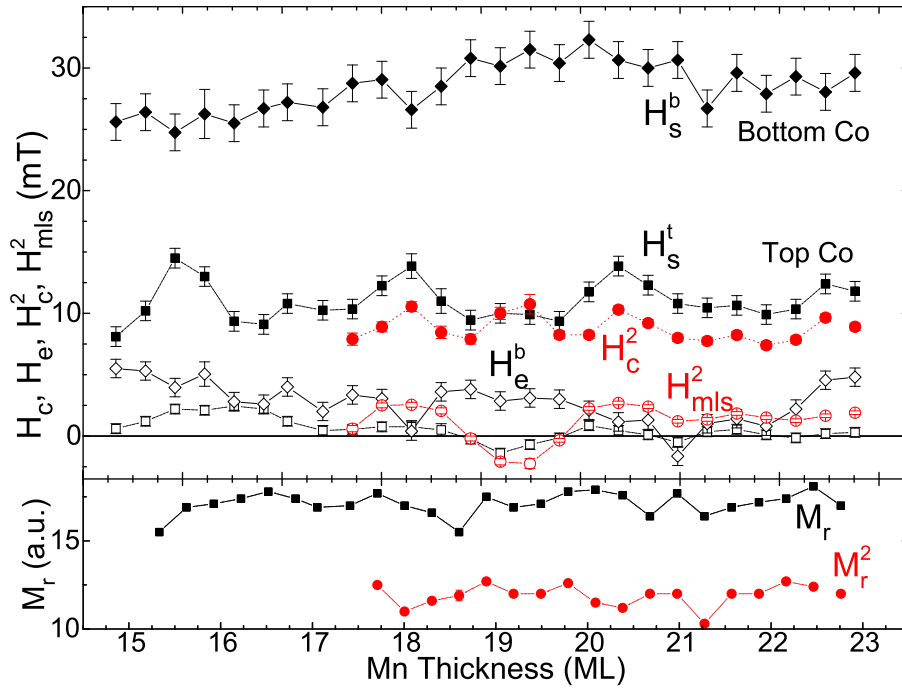 30
20
10
0
H_c, H_e, H_c^2, H_mls^2 (mT)
H_s^b
Bottom Co
H_s^t
Top Co
H_e^b
H_c^2
H_mls^2
15
10
M_r (a.u.)
M_r
M_r^2
15 16 17 18 19 20 21 22 23
Mn Thickness (ML)